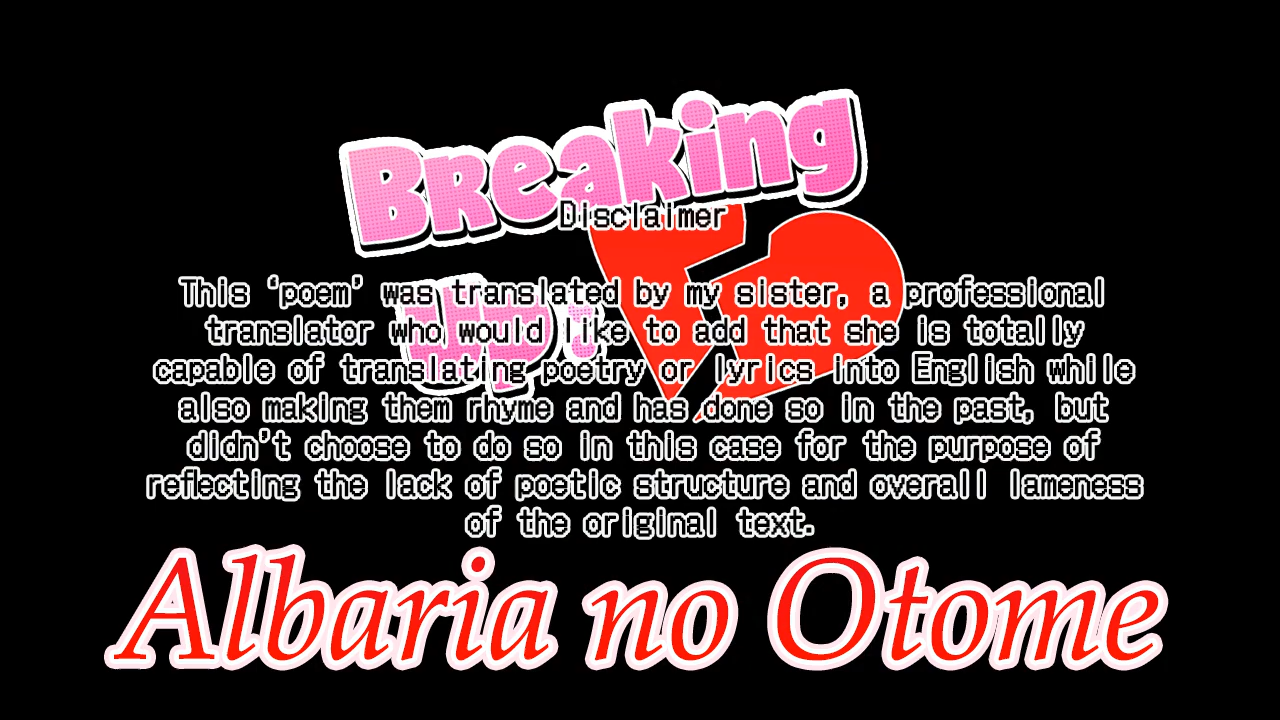 Breaking
Disclaimer
This ‘poem’ was translated by my sister, a professional
translator who would like to add that she is totally
Up!
capable of translating poetry or lyrics into English while
also making them rhyme and has done so in the past, but
didn’t choose to do so in this case for the purpose of
reflecting the lack of poetic structure and overall lameness
of the original text.
Albaria no Otome